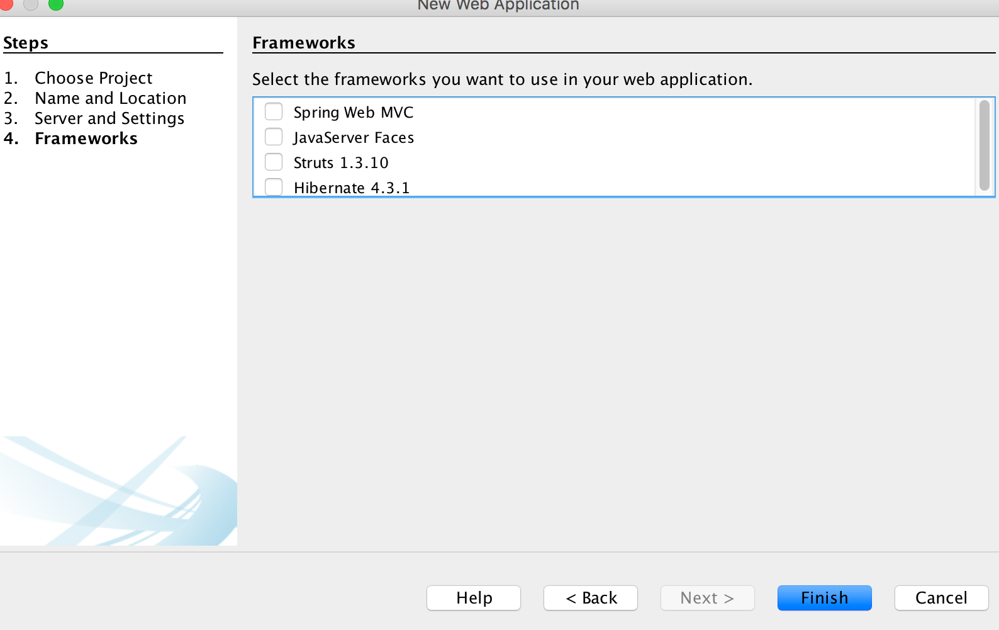 New Web Application
Steps
1. Choose Project
2. Name and Location
3. Server and Settings
4. Frameworks
Frameworks
Select the frameworks you want to use in your web application.
Spring Web MVC
JavaServer Faces
Struts 1.3.10
Hibernate 4.3.1
Help
< Back
Next >
Finish
Cancel